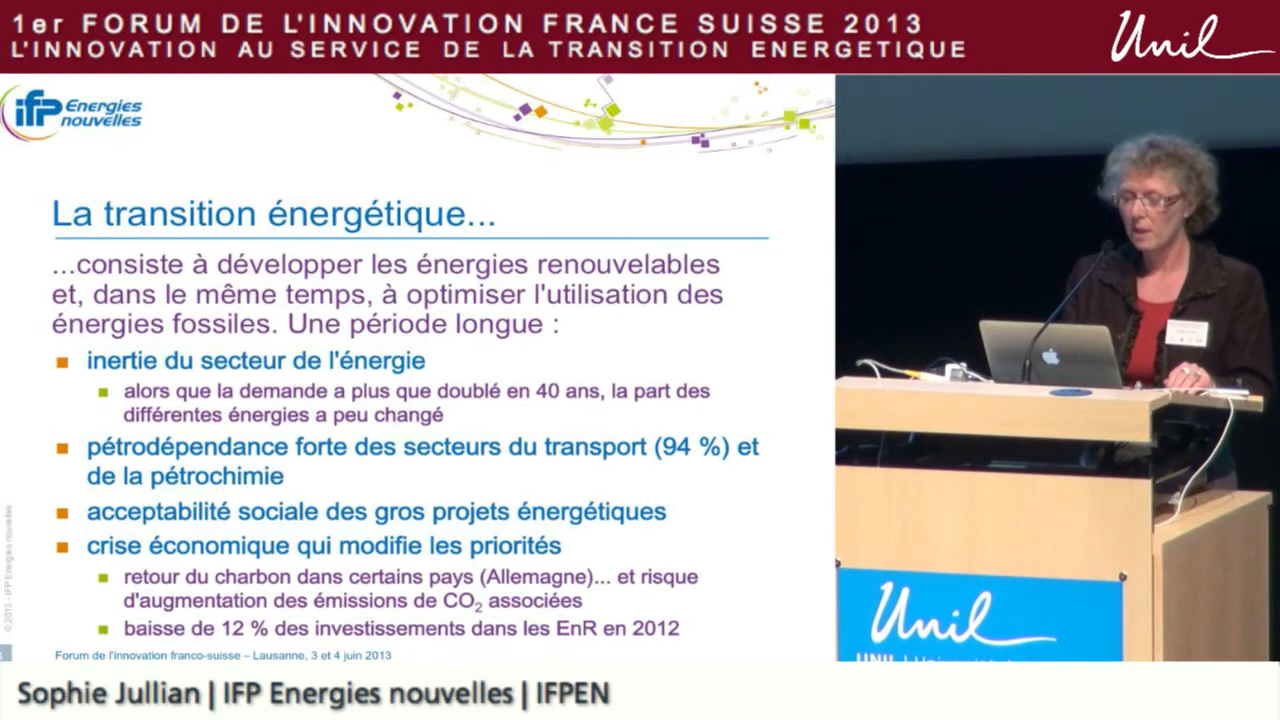 1er FORUM DE L'INNOVATION FRANCE SUISSE 2013
L'INNOVATION AU SERVICE DE LA TRANSITION ENERGETIQUE
Unil
ifp Energies
nouvelles
La transition énergétique...
...consiste à développer les énergies renouvelables
et, dans le même temps, à optimiser l'utilisation des
énergies fossiles. Une période longue :
inertie du secteur de l'énergie
alors que la demande a plus que doublé en 40 ans, la part des
différentes énergies a peu changé
pétrodépendance forte des secteurs du transport (94 %) et
de la pétrochimie
acceptabilité sociale des gros projets énergétiques
crise économique qui modifie les priorités
retour du charbon dans certains pays (Allemagne)... et risque
d'augmentation des émissions de CO2 associées
baisse de 12 % des investissements dans les EnR en 2012
© 2013 - IFP Energies nouvelles
Forum de l'innovation franco-suisse – Lausanne, 3 et 4 juin 2013
Unil
Sophie Jullian | IFP Energies nouvelles | IFPEN